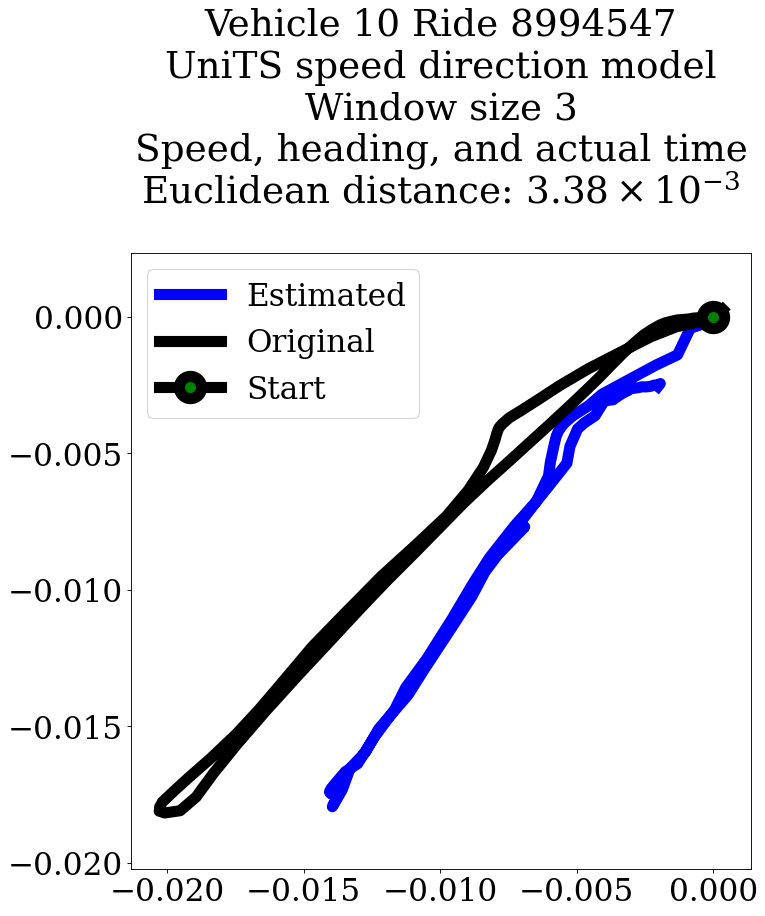 Vehicle 10 Ride 8994547
UniTS speed direction model
Window size 3
Speed, heading, and actual time
Euclidean distance: 3.38 × 10⁻³
Estimated
Original
Start
0.000
−0.005
−0.010
−0.015
−0.020
−0.020 −0.015 −0.010 −0.005 0.000